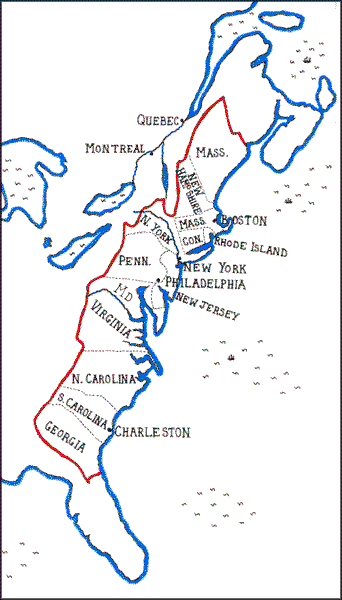 QUEBEC
MONTREAL
MASS.
NEW
HAMPSHIRE
BOSTON
MASS.
N. YORK
CON.
RHODE ISLAND
PENN.
NEW YORK
PHILADELPHIA
MD
NEW JERSEY
VIRGINIA
N. CAROLINA
S. CAROLINA
CHARLESTON
GEORGIA